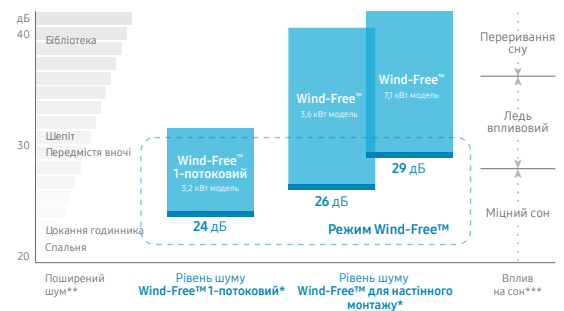 дБ
40
Бібліотека
Шепіт
30
Передмістя вночі
Цокання годинника
Спальня
20
Wind-Free™
1-потоковий
3,2 кВт модель
24 дБ
Wind-Free™
3,6 кВт модель
26 дБ
Wind-Free™
7,1 кВт модель
29 дБ
Режим Wind-Free™
Переривання
сну
Ледь
впливовий
Міцний сон
Поширений
шум**
Рівень шуму
Wind-Free™ 1-потоковий*
Рівень шуму
Wind-Free™ для настінного
монтажу*
Вплив
на сон***